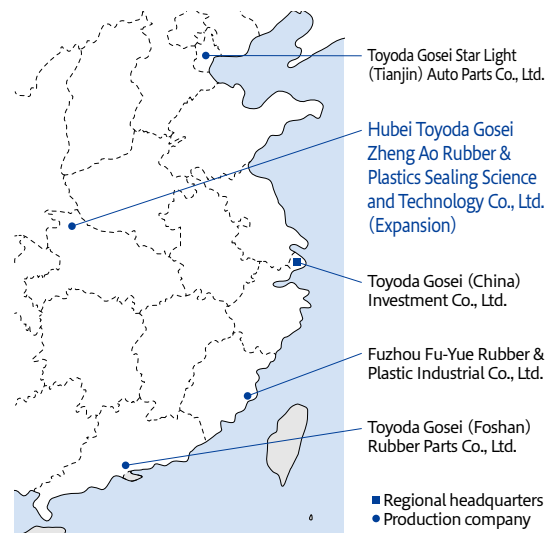 Toyoda Gosei Star Light
(Tianjin) Auto Parts Co., Ltd.
Hubei Toyoda Gosei
Zheng Ao Rubber &
Plastics Sealing Science
and Technology Co., Ltd.
(Expansion)
Toyoda Gosei (China)
Investment Co., Ltd.
Fuzhou Fu-Yue Rubber &
Plastic Industrial Co., Ltd.
Toyoda Gosei (Foshan)
Rubber Parts Co., Ltd.
■ Regional headquarters
● Production company